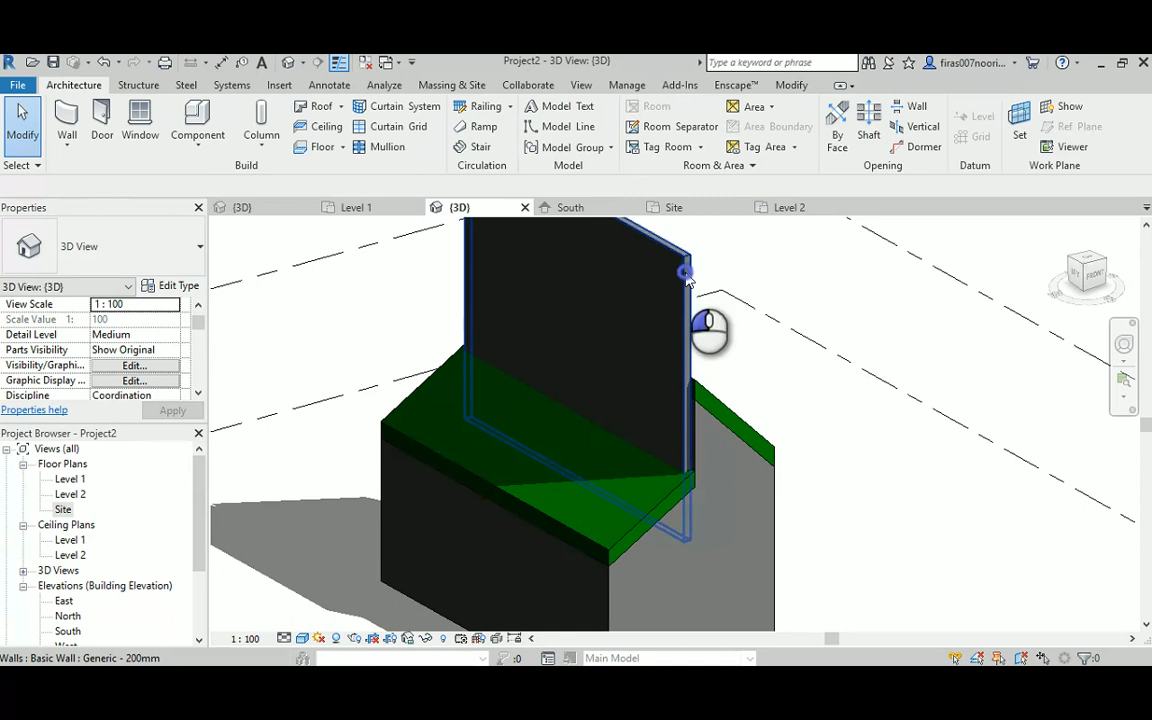 Project2 - 3D View: {3D}
Type a keyword or phrase
firas007noori...
File Architecture Structure Steel Systems Insert Annotate Analyze Massing & Site Collaborate View Manage Add-Ins Enscape™ Modify
Modify Wall Door Window Component Column
Roof Curtain System
Ceiling Curtain Grid
Floor Mullion
Railing Model Text
Ramp Model Line
Stair Model Group
Room Area
Room Separator Area Boundary
Tag Room Tag Area
By Face Shaft
Wall
Vertical
Dormer
Level
Grid
Set
Show
Ref Plane
Viewer
Select Build Circulation Model Room & Area Opening Datum Work Plane
Properties
{3D} Level 1 {3D} South Site Level 2
3D View
3D View: {3D} Edit Type
View Scale 1 : 100
Scale Value 1: 100
Detail Level Medium
Parts Visibility Show Original
Visibility/Graphi... Edit...
Graphic Display ... Edit...
Discipline Coordination
Properties help Apply
Project Browser - Project2
Views (all)
Floor Plans
Level 1
Level 2
Site
Ceiling Plans
Level 1
Level 2
3D Views
Elevations (Building Elevation)
East
North
South
FRONT
1 : 100
Walls : Basic Wall : Generic - 200mm
:0
Main Model
:0